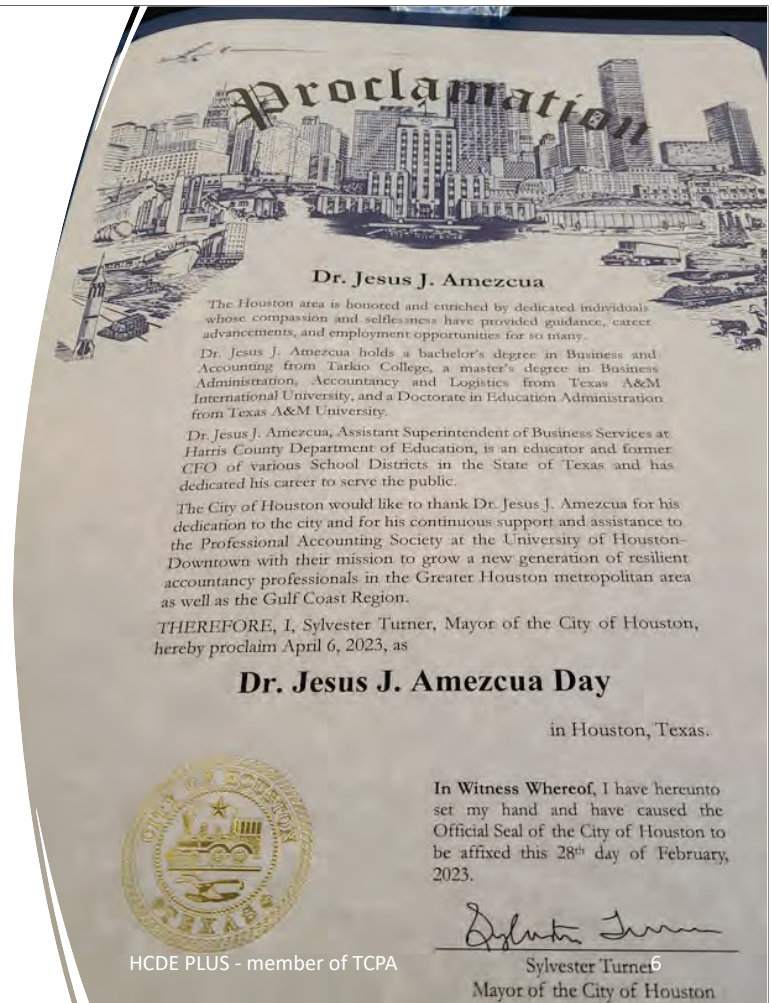 Proclamation
Dr. Jesus J. Amezcua
The Houston area is honored and enriched by dedicated individuals
whose compassion and selflessness have provided guidance, career
advancements, and employment opportunities for so many.
Dr. Jesus J. Amezcua holds a bachelor's degree in Business and
Accounting from Tarkio College, a master's degree in Business
Administration, Accountancy and Logistics from Texas A&M
International University, and a Doctorate in Education Administration
from Texas A&M University.
Dr. Jesus J. Amezcua, Assistant Superintendent of Business Services at
Harris County Department of Education, is an educator and former
CFO of various School Districts in the State of Texas and has
dedicated his career to serve the public.
The City of Houston would like to thank Dr. Jesus J. Amezcua for his
dedication to the city and for his continuous support and assistance to
the Professional Accounting Society at the University of Houston-
Downtown with their mission to grow a new generation of resilient
accountancy professionals in the Greater Houston metropolitan area
as well as the Gulf Coast Region.
THEREFORE, I, Sylvester Turner, Mayor of the City of Houston,
hereby proclaim April 6, 2023, as
Dr. Jesus J. Amezcua Day
in Houston, Texas.
CITY OF HOUSTON
TEXAS
In Witness Whereof, I have hereunto
set my hand and have caused the
Official Seal of the City of Houston to
be affixed this 28th day of February,
2023.
Sylvester Turner
Sylvester Turner
Mayor of the City of Houston
HCDE PLUS - member of TCPA
6